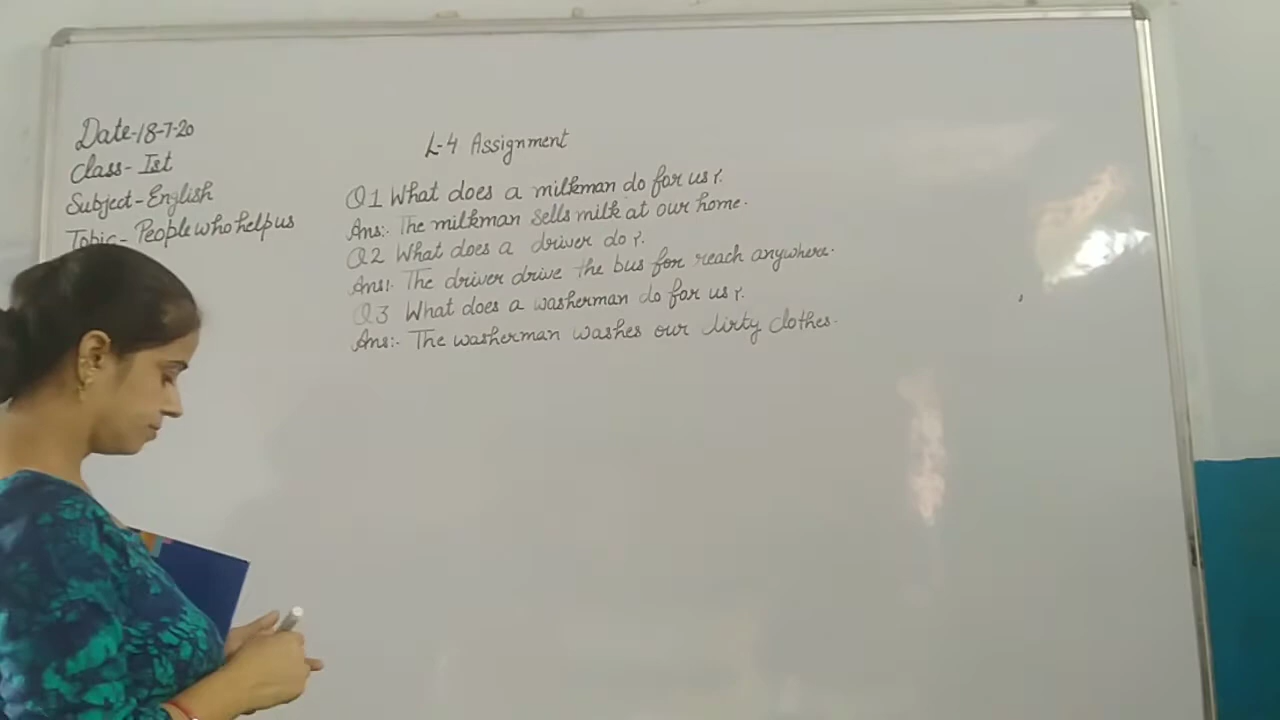 Date-18-7-20
Class- Ist
Subject-English
Topic- People who help us
L-4 Assignment
Q1 What does a milkman do for us?.
Ans:. The milkman sells milk at our home.
Q2 What does a driver do?.
Ans:. The driver drive the bus for reach anywhere.
Q3 What does a washerman do for us?.
Ans:- The washerman washes our dirty clothes.